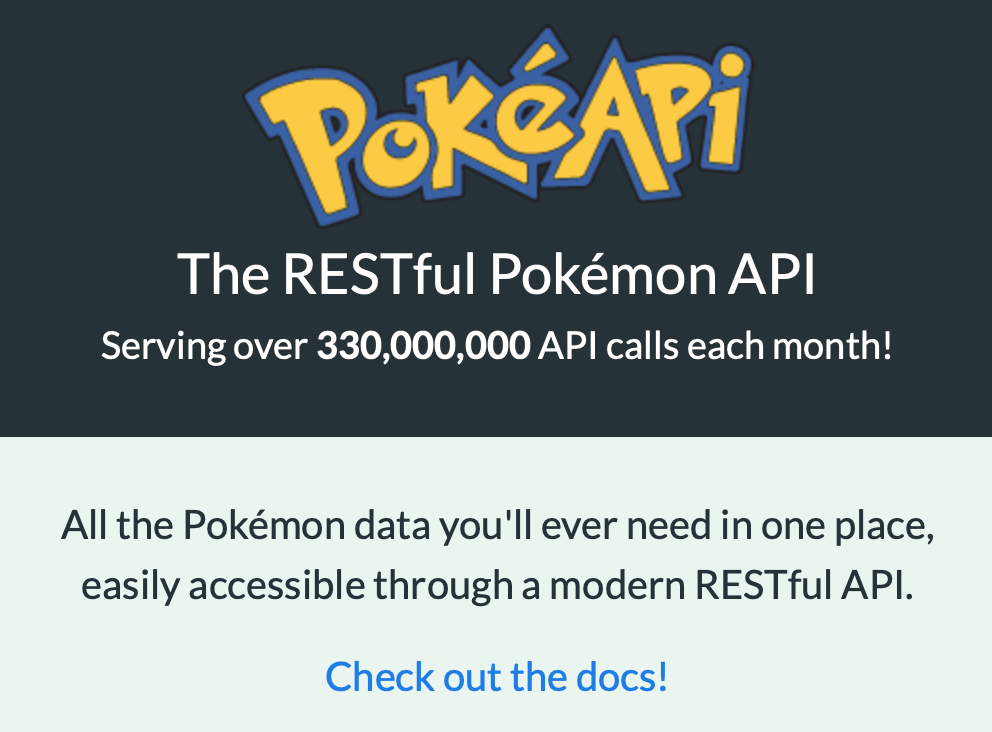 PokéApi
The RESTful Pokémon API
Serving over 330,000,000 API calls each month!
All the Pokémon data you'll ever need in one place,
easily accessible through a modern RESTful API.
Check out the docs!